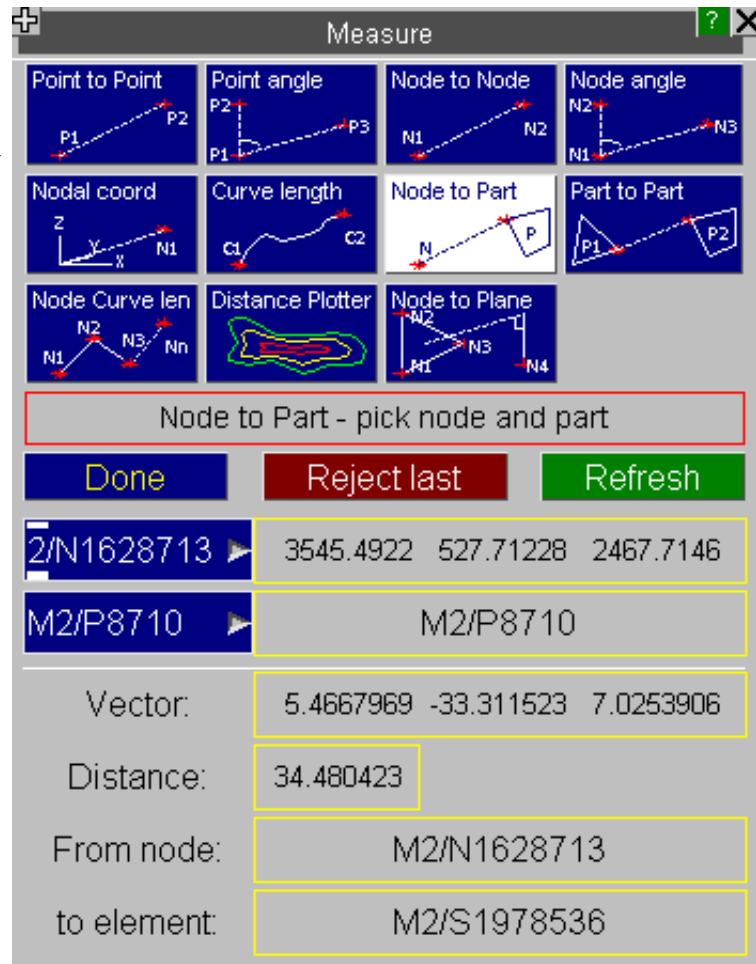 Measure
?
Point to Point
P1 P2
Point angle
P2
P1 P3
Node to Node
N1 N2
Node angle
N2
N1 N3
Nodal coord
Z Y X N1
Curve length
C1 C2
Node to Part
N P
Part to Part
P1 P2
Node Curve len
N1 N2 N3 Nn
Distance Plotter
Node to Plane
N2
N1 N3 N4
Node to Part - pick node and part
Done Reject last Refresh
2/N1628713 3545.4922 527.71228 2467.7146
M2/P8710 M2/P8710
Vector: 5.4667969 -33.311523 7.0253906
Distance: 34.480423
From node: M2/N1628713
to element: M2/S1978536